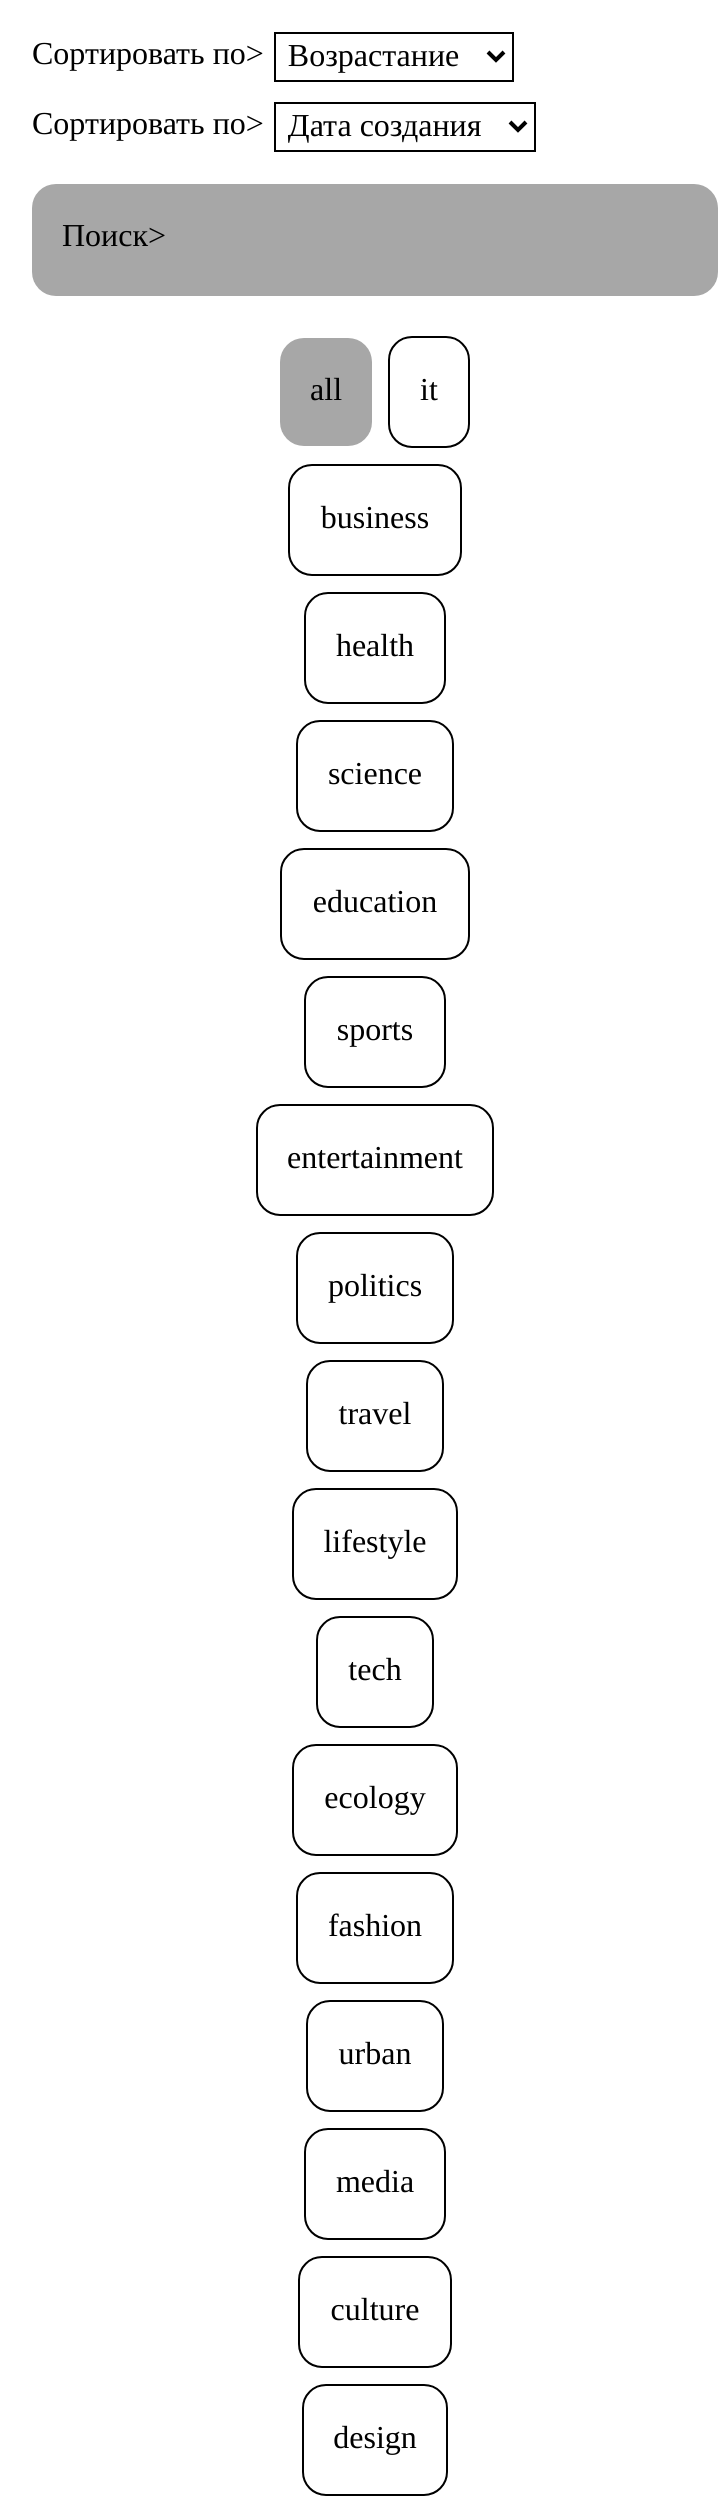 Сортировать по> Возрастание
Сортировать по> Дата создания
Поиск>
all it
business
health
science
education
sports
entertainment
politics
travel
lifestyle
tech
ecology
fashion
urban
media
culture
design